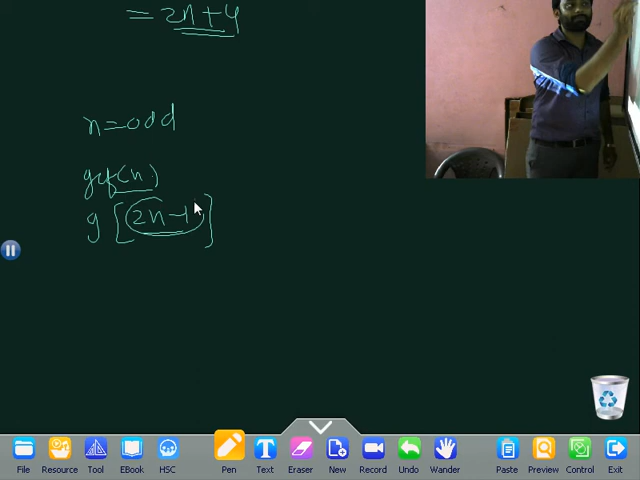 = 2n+4
n=odd
gof(n)
g [2n-1]
File Resource Tool EBook HSC Pen Text Eraser New Record Undo Wander Paste Preview Control Exit